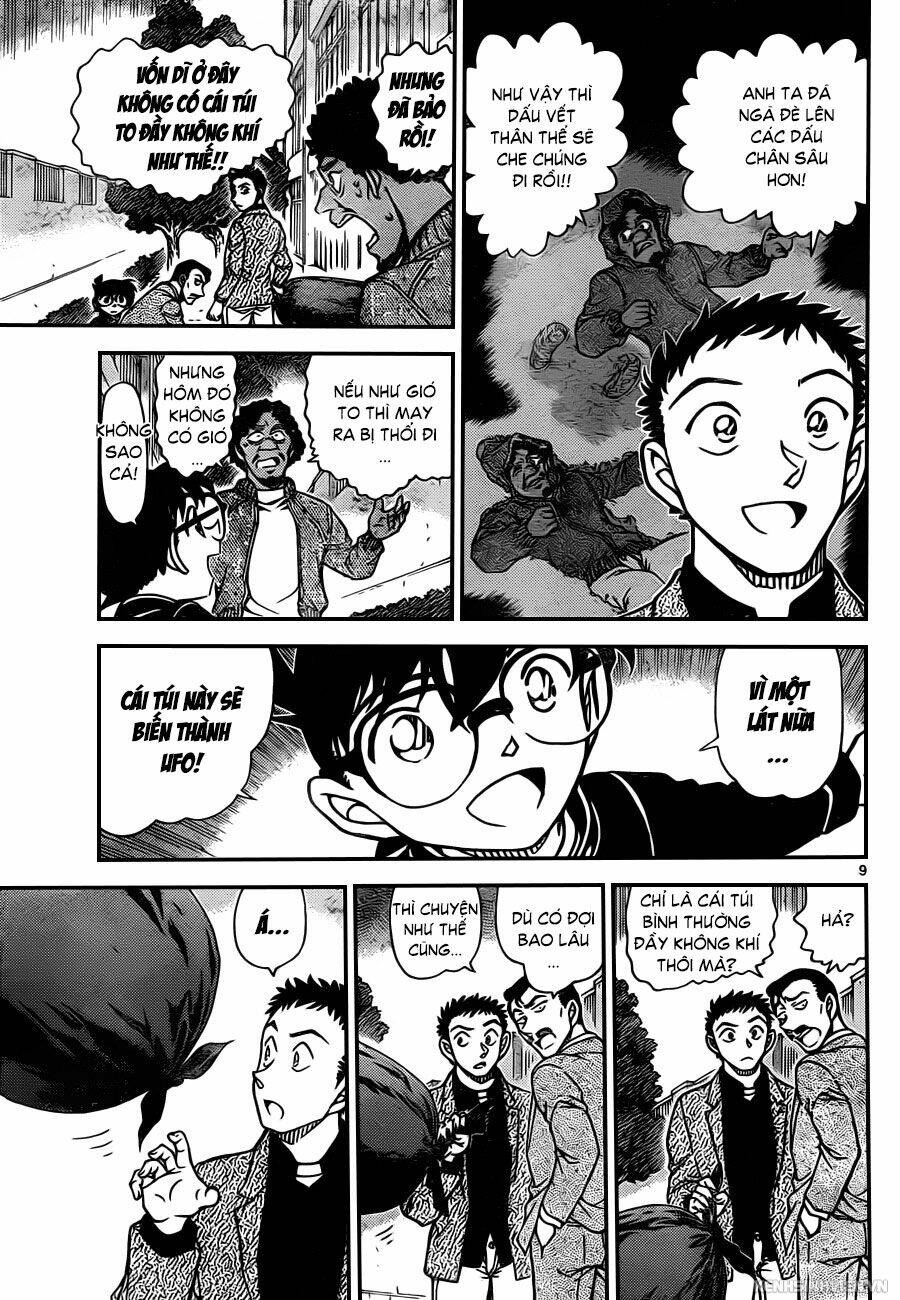 ANH TA ĐÃ
NGÃ ĐÈ LÊN
CÁC DẤU
CHÂN SÂU
HƠN!
NHƯ VẬY THÌ
DẤU VẾT
THÂN THỂ SẼ
CHE CHÚNG
ĐI RỒI!!
NHƯNG
ĐÃ BẢO
RỒI!
VỐN DĨ Ở ĐÂY
KHÔNG CÓ CÁI TÚI
TO ĐẦY KHÔNG KHÍ
NHƯ THẾ!!
NẾU NHƯ GIÓ
TO THÌ MAY
RA BỊ THỔI ĐI
...
NHƯNG
HÔM ĐÓ
KHÔNG
CÓ GIÓ
...
KHÔNG
SAO
CẢ!
VÌ MỘT
LÁT NỮA
...
CÁI TÚI NÀY SẼ
BIẾN THÀNH
UFO!
9
HẢ?
CHỈ LÀ CÁI TÚI
BÌNH THƯỜNG
ĐẦY KHÔNG KHÍ
THÔI MÀ?
DÙ CÓ ĐỢI
BAO LÂU
...
THÌ CHUYỆN
NHƯ THẾ
CŨNG...
Á...